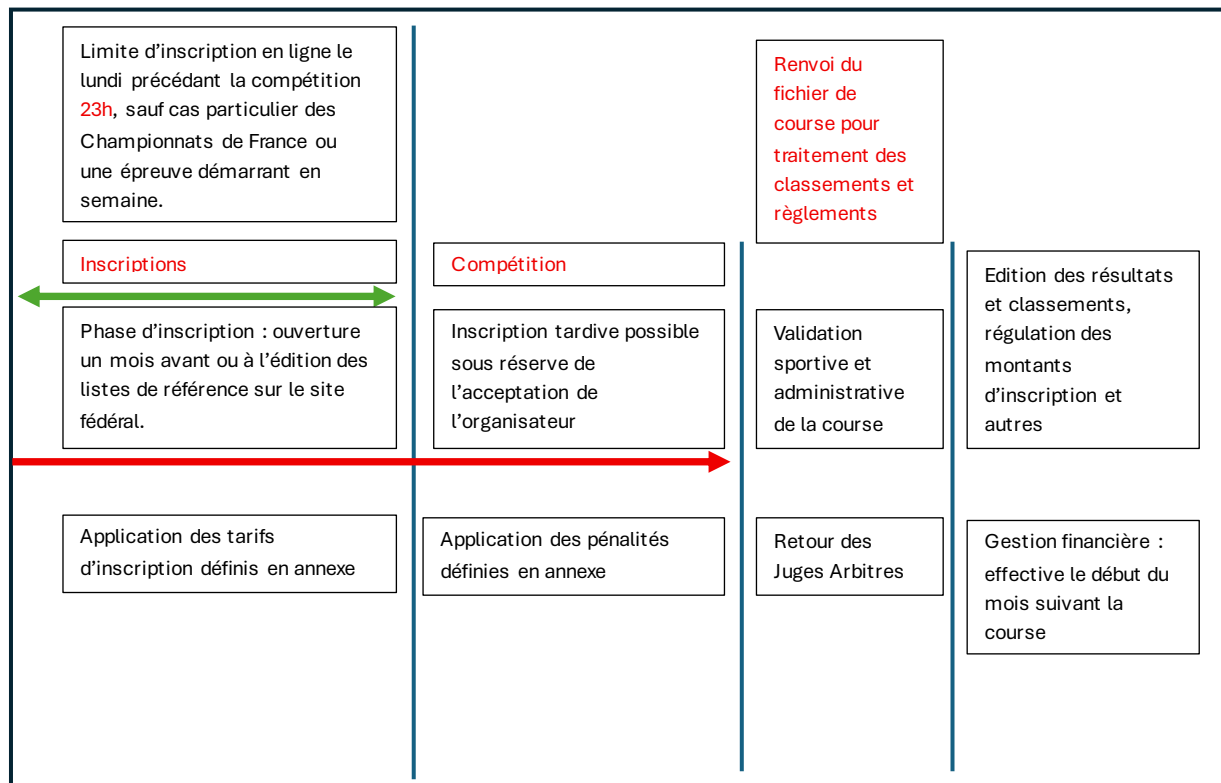 Limite d'inscription en ligne le
lundi précédant la compétition
23h, sauf cas particulier des
Championnats de France ou
une épreuve démarrant en
semaine.
Inscriptions
Phase d'inscription : ouverture
un mois avant ou à l'édition des
listes de référence sur le site
fédéral.
Application des tarifs
d'inscription définis en annexe
Compétition
Inscription tardive possible
sous réserve de
l'acceptation de
l'organisateur
Application des pénalités
définies en annexe
Renvoi du
fichier de
course pour
traitement des
classements et
règlements
Validation
sportive et
administrative
de la course
Retour des
Juges Arbitres
Edition des résultats
et classements,
régulation des
montants
d'inscription et
autres
Gestion financière :
effective le début du
mois suivant la
course